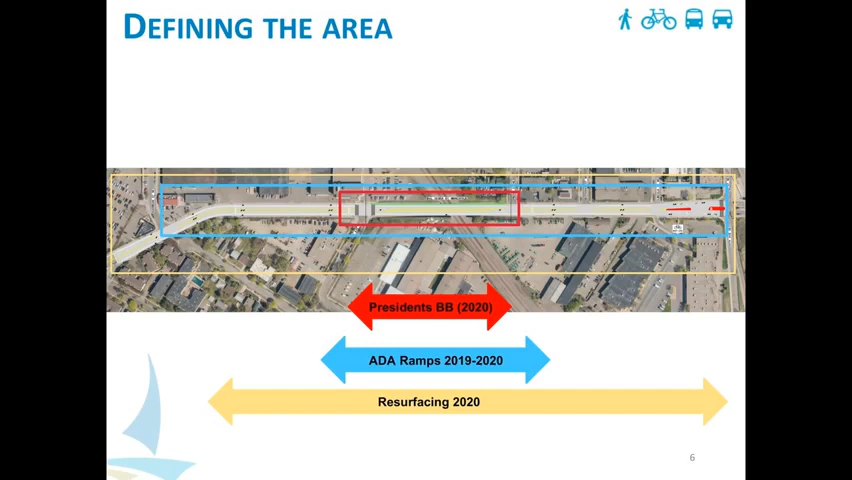 DEFINING THE AREA
Presidents BB (2020)
ADA Ramps 2019-2020
Resurfacing 2020
6